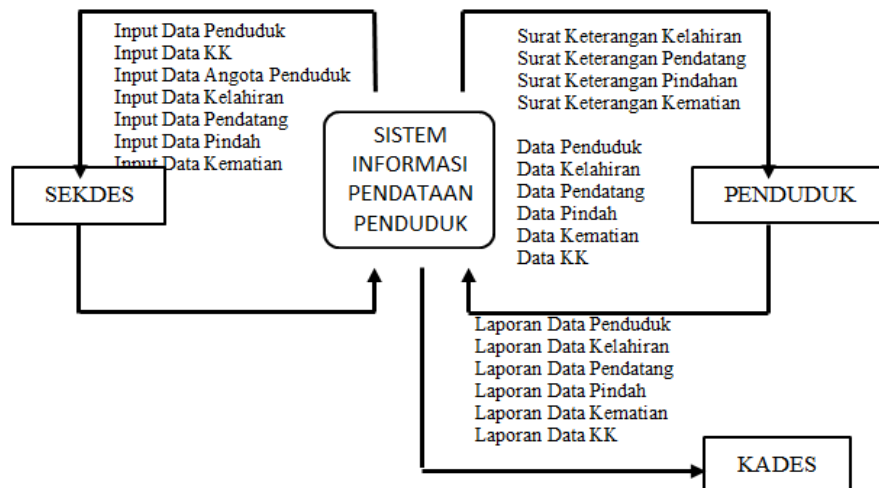 Input Data Penduduk
Input Data KK
Input Data Angota Penduduk
Input Data Kelahiran
Input Data Pendatang
Input Data Pindah
Input Data Kematian
SEKDES
SISTEM
INFORMASI
PENDATAAN
PENDUDUK
Surat Keterangan Kelahiran
Surat Keterangan Pendatang
Surat Keterangan Pindahan
Surat Keterangan Kematian
Data Penduduk
Data Kelahiran
Data Pendatang
Data Pindah
Data Kematian
Data KK
PENDUDUK
Laporan Data Penduduk
Laporan Data Kelahiran
Laporan Data Pendatang
Laporan Data Pindah
Laporan Data Kematian
Laporan Data KK
KADES